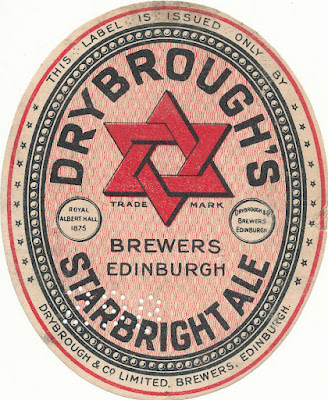 THIS LABEL IS ISSUED ONLY BY
DRYBROUGH'S
TRADE MARK
ROYAL
ALBERT HALL
1875
DRYBROUGH & CO
BREWERS
EDINBURGH
BREWERS
EDINBURGH
STARBRIGHT ALE
DRYBROUGH & CO LIMITED, BREWERS, EDINBURGH.